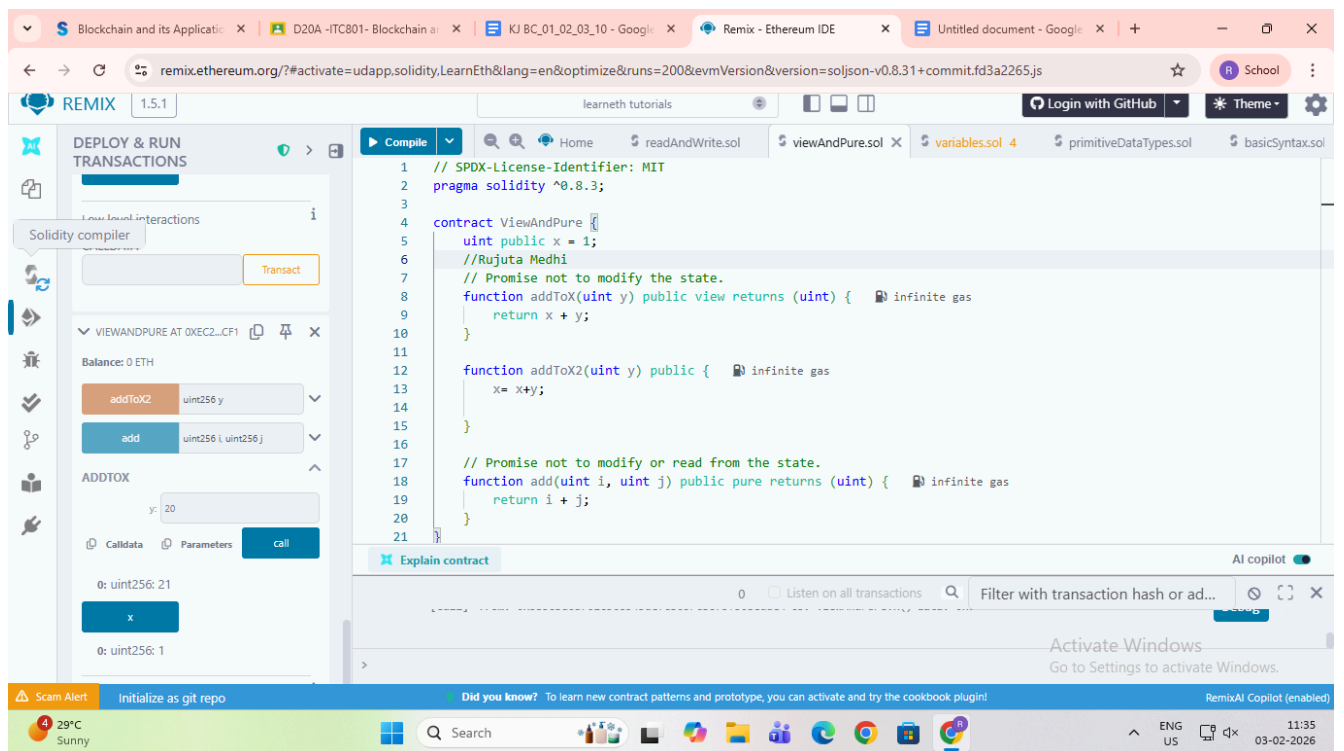 Blockchain and its Applicatio
D20A -ITC801- Blockchain ar
KJ BC_01_02_03_10 - Google
Remix - Ethereum IDE
Untitled document - Google
remix.ethereum.org/?#activate=udapp,solidity,LearnEth&lang=en&optimize&runs=200&evmVersion&version=soljson-v0.8.31+commit.fd3a2265.js
R School
REMIX 1.5.1
learneth tutorials
Login with GitHub
Theme
DEPLOY & RUN
TRANSACTIONS
Compile
Home
readAndWrite.sol
viewAndPure.sol
variables.sol 4
primitiveDataTypes.sol
basicSyntax.sol
Low level interactions
Solidity compiler
Transact
VIEWANDPURE AT 0XEC2...CF1
Balance: 0 ETH
addToX2 uint256 y
add uint256 i, uint256 j
ADDTOX
y: 20
Calldata Parameters call
0: uint256: 21
x
0: uint256: 1
1 // SPDX-License-Identifier: MIT
2 pragma solidity ^0.8.3;
3
4 contract ViewAndPure {
5 uint public x = 1;
6 //Rujuta Medhi
7 // Promise not to modify the state.
8 function addToX(uint y) public view returns (uint) { infinite gas
9 return x + y;
10 }
11
12 function addToX2(uint y) public { infinite gas
13 x= x+y;
14
15 }
16
17 // Promise not to modify or read from the state.
18 function add(uint i, uint j) public pure returns (uint) { infinite gas
19 return i + j;
20 }
21 }
Explain contract
AI copilot
0 Listen on all transactions
Filter with transaction hash or ad...
>
Activate Windows
Go to Settings to activate Windows.
Scam Alert
Initialize as git repo
Did you know? To learn new contract patterns and prototype, you can activate and try the cookbook plugin!
RemixAI Copilot (enabled)
4
29°C
Sunny
Search
R
ENG
US
11:35
03-02-2026